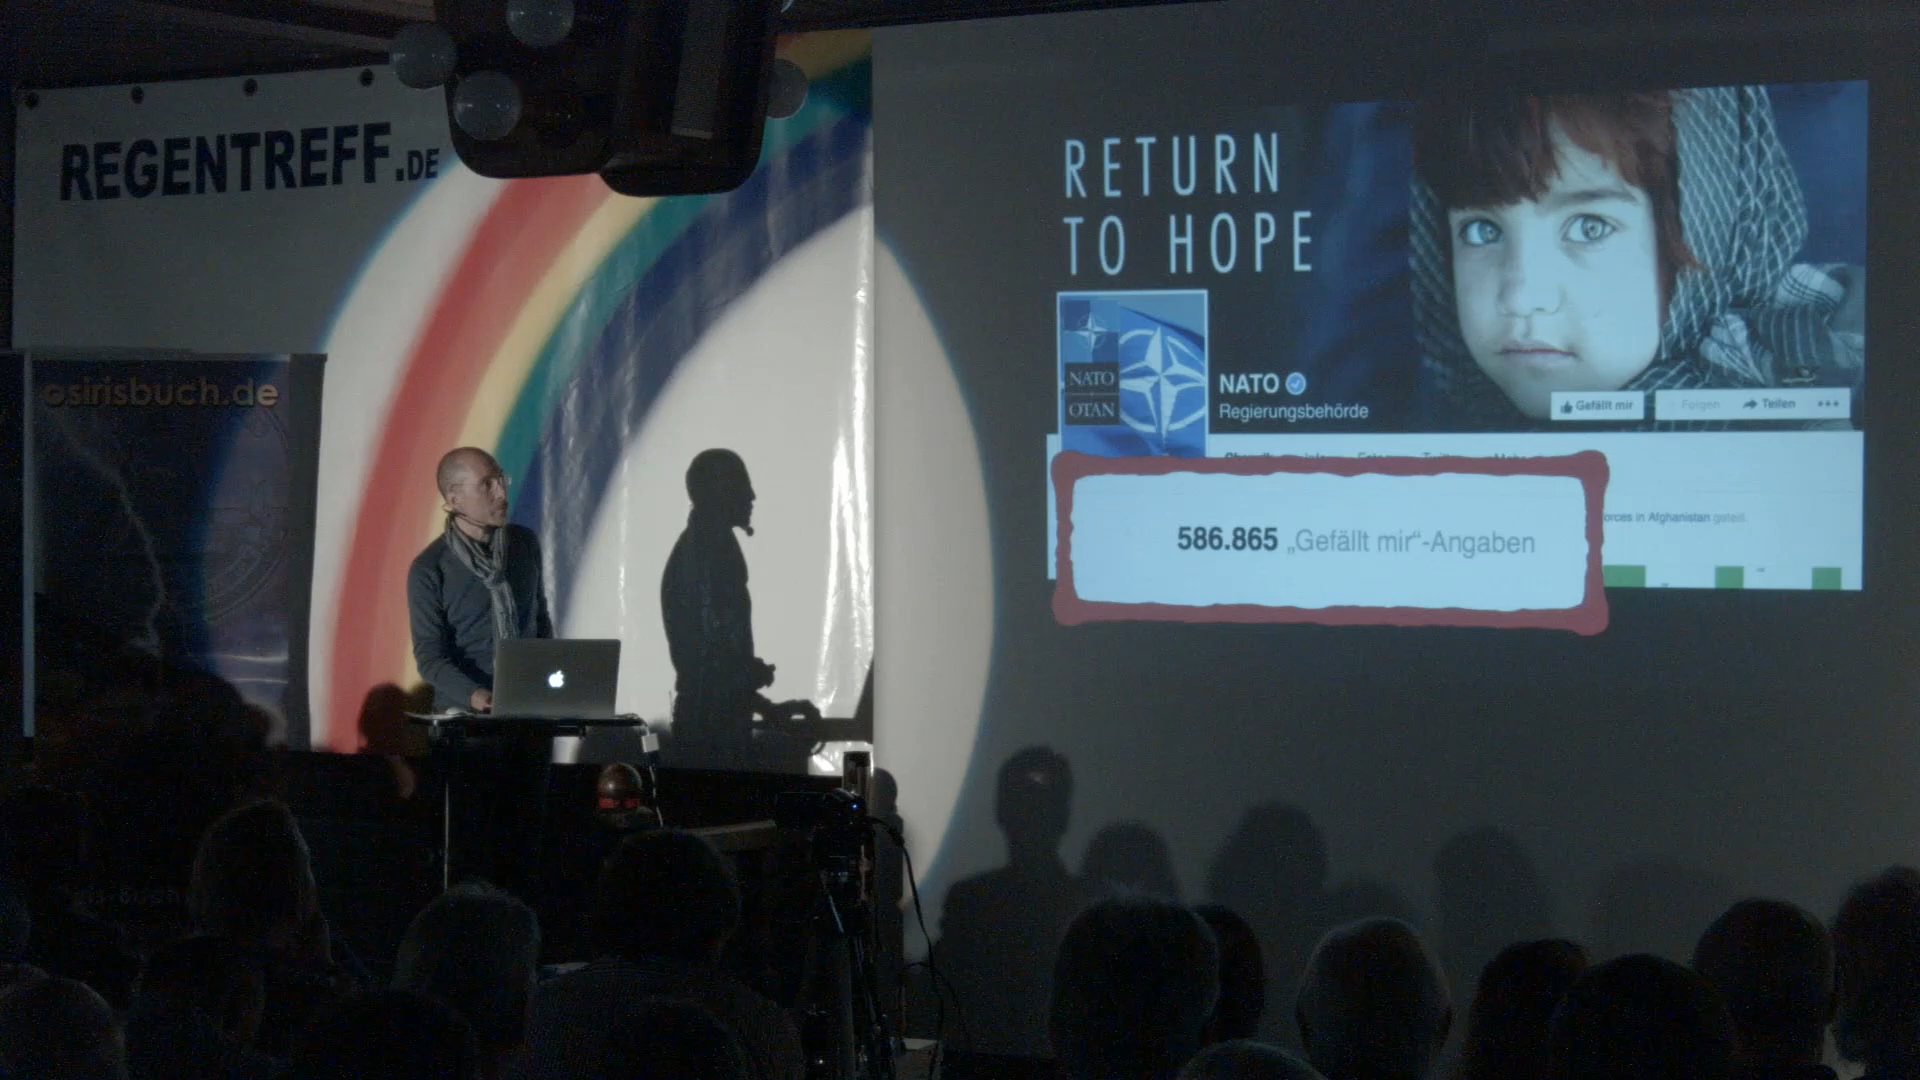 REGENTREFF.DE
osirisbuch.de
RETURN
TO HOPE
NATO
OTAN
NATO
Regierungsbehörde
Gefällt mir
Folgen
Teilen
586.865 „Gefällt mir“-Angaben
orces in Afghanistan geteilt.